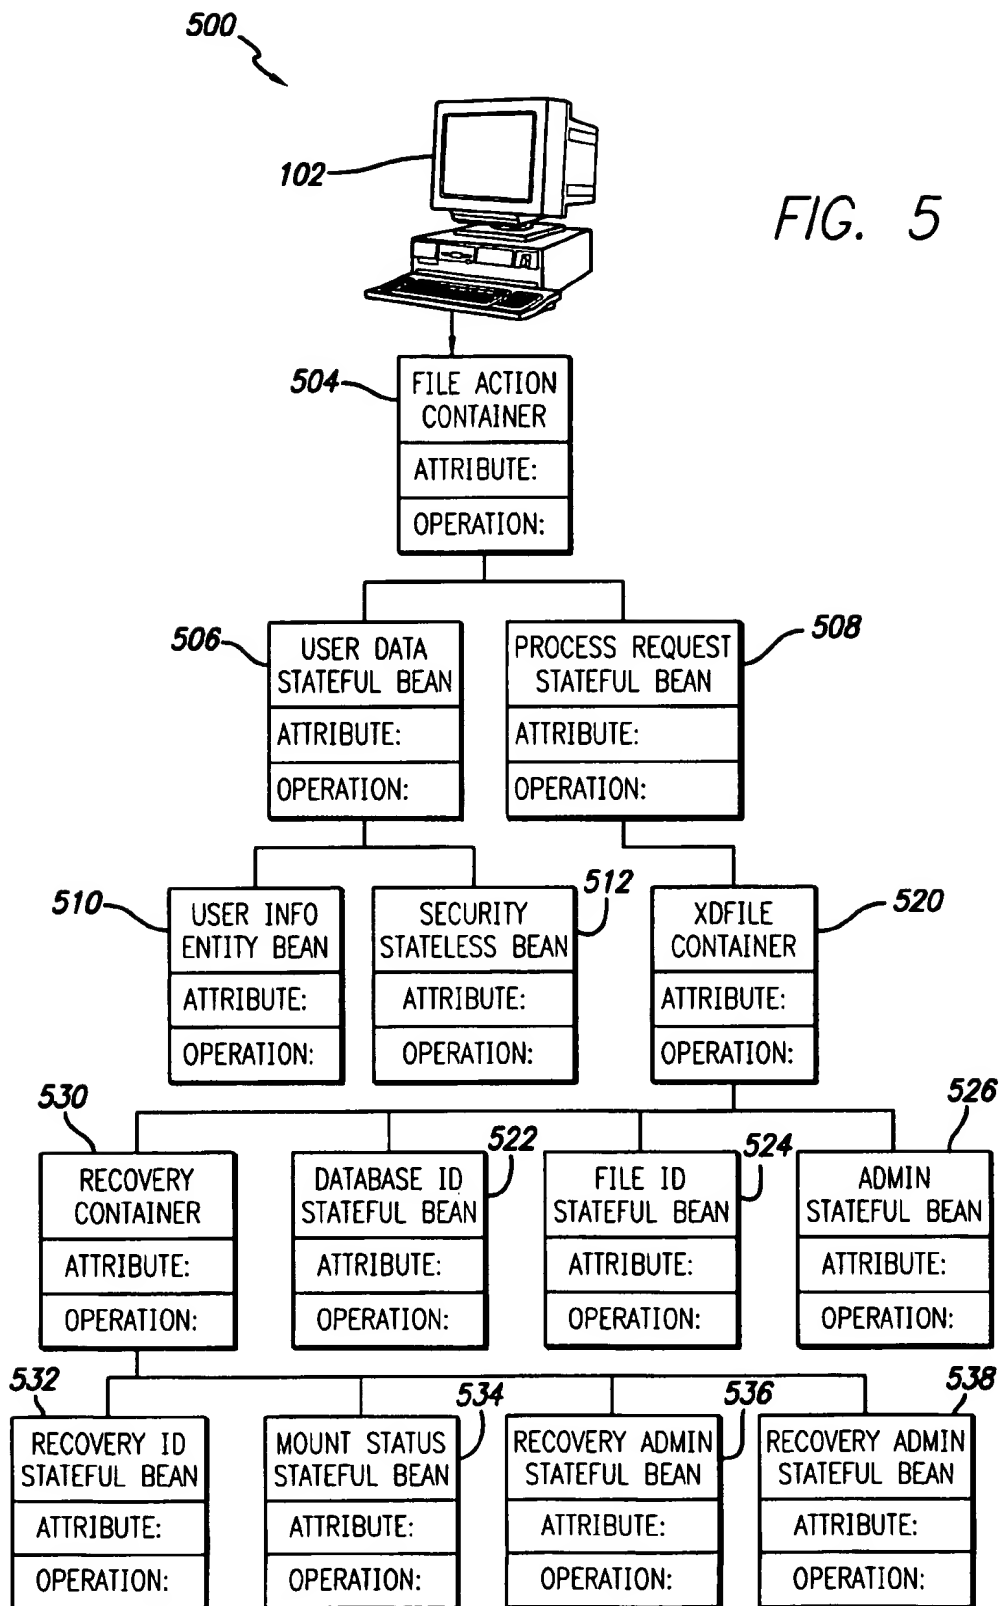 500
102
FIG. 5
504
FILE ACTION
CONTAINER
ATTRIBUTE:
OPERATION:
506
USER DATA
STATEFUL BEAN
ATTRIBUTE:
OPERATION:
508
PROCESS REQUEST
STATEFUL BEAN
ATTRIBUTE:
OPERATION:
510
USER INFO
ENTITY BEAN
ATTRIBUTE:
OPERATION:
512
SECURITY
STATELESS BEAN
ATTRIBUTE:
OPERATION:
520
XDFILE
CONTAINER
ATTRIBUTE:
OPERATION:
530
RECOVERY
CONTAINER
ATTRIBUTE:
OPERATION:
522
DATABASE ID
STATEFUL BEAN
ATTRIBUTE:
OPERATION:
524
FILE ID
STATEFUL BEAN
ATTRIBUTE:
OPERATION:
526
ADMIN
STATEFUL BEAN
ATTRIBUTE:
OPERATION:
532
RECOVERY ID
STATEFUL BEAN
ATTRIBUTE:
OPERATION:
534
MOUNT STATUS
STATEFUL BEAN
ATTRIBUTE:
OPERATION:
536
RECOVERY ADMIN
STATEFUL BEAN
ATTRIBUTE:
OPERATION:
538
RECOVERY ADMIN
STATEFUL BEAN
ATTRIBUTE:
OPERATION: